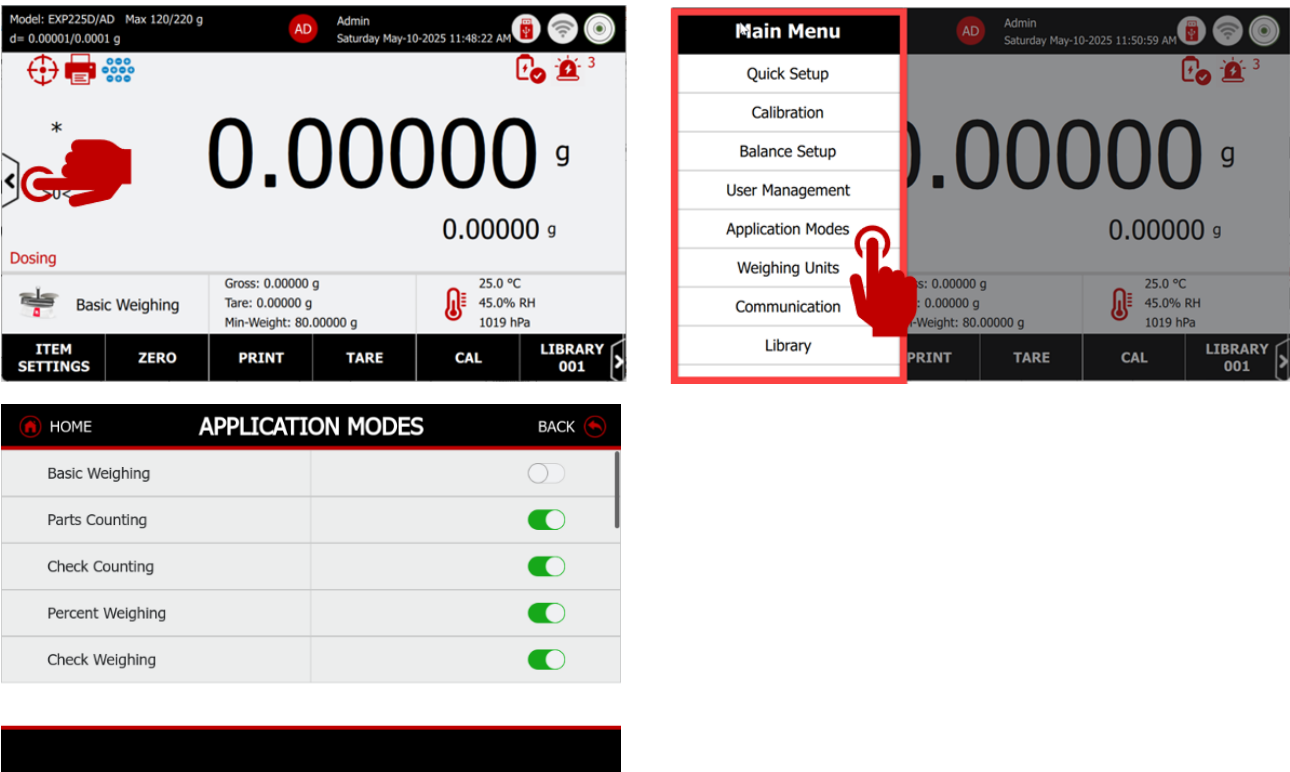 Model: EXP225D/AD Max 120/220 g
d= 0.00001/0.0001 g
AD
Admin
Saturday May-10-2025 11:48:22 AM
3
*
0.00000 g
>0<
0.00000 g
Dosing
Basic Weighing
Gross: 0.00000 g
Tare: 0.00000 g
Min-Weight: 80.00000 g
25.0 °C
45.0% RH
1019 hPa
ITEM SETTINGS
ZERO
PRINT
TARE
CAL
LIBRARY 001
Main Menu
Quick Setup
Calibration
Balance Setup
User Management
Application Modes
Weighing Units
Communication
Library
AD
Admin
Saturday May-10-2025 11:50:59 AM
3
.00000 g
0.00000 g
ss: 0.00000 g
: 0.00000 g
-Weight: 80.00000 g
25.0 °C
45.0% RH
1019 hPa
PRINT
TARE
CAL
LIBRARY 001
HOME
APPLICATION MODES
BACK
Basic Weighing
Parts Counting
Check Counting
Percent Weighing
Check Weighing